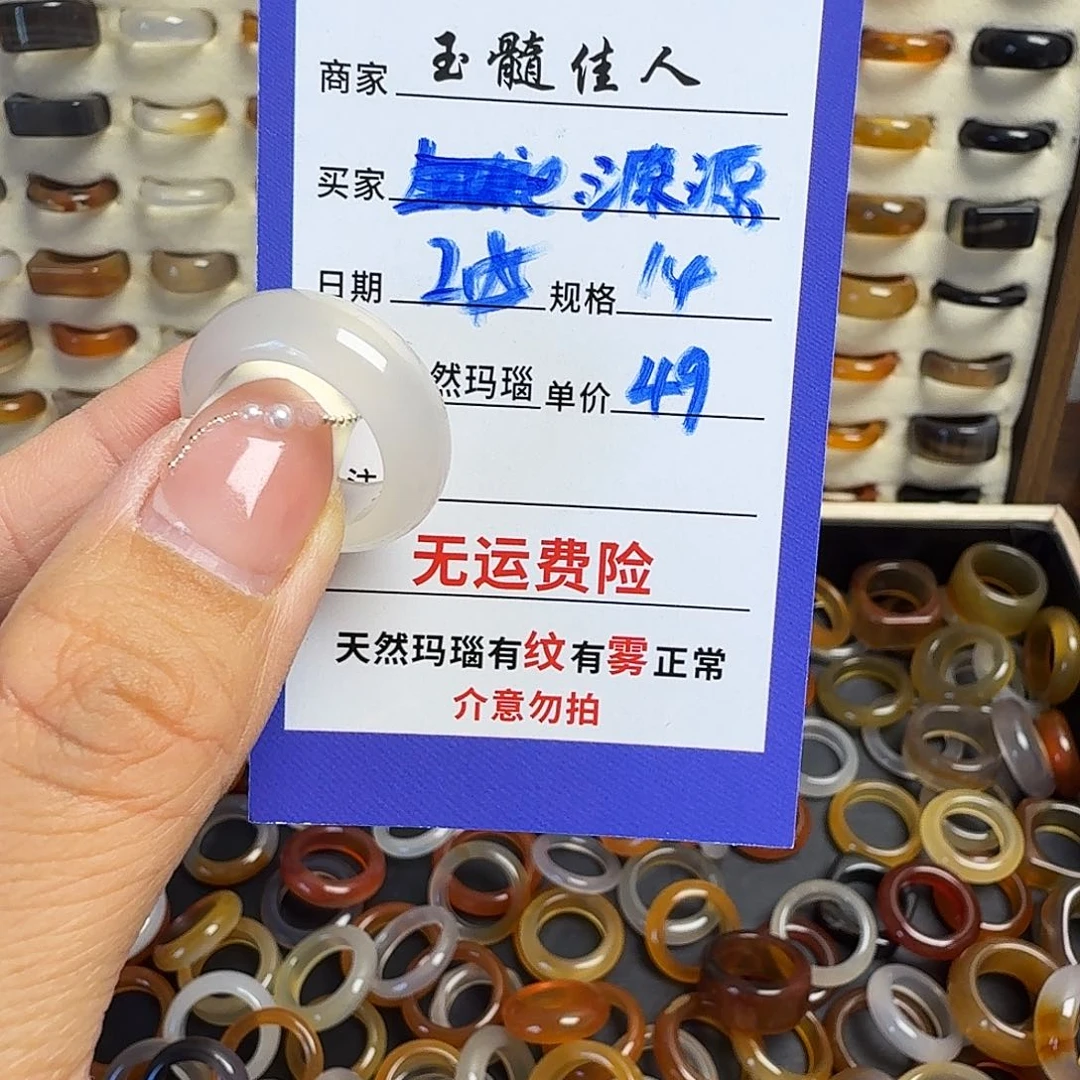 商家 玉髓佳人
买家 源源
日期 规格 14
然玛瑙 单价 49
注
无运费险
天然玛瑙有纹有雾正常
介意勿拍